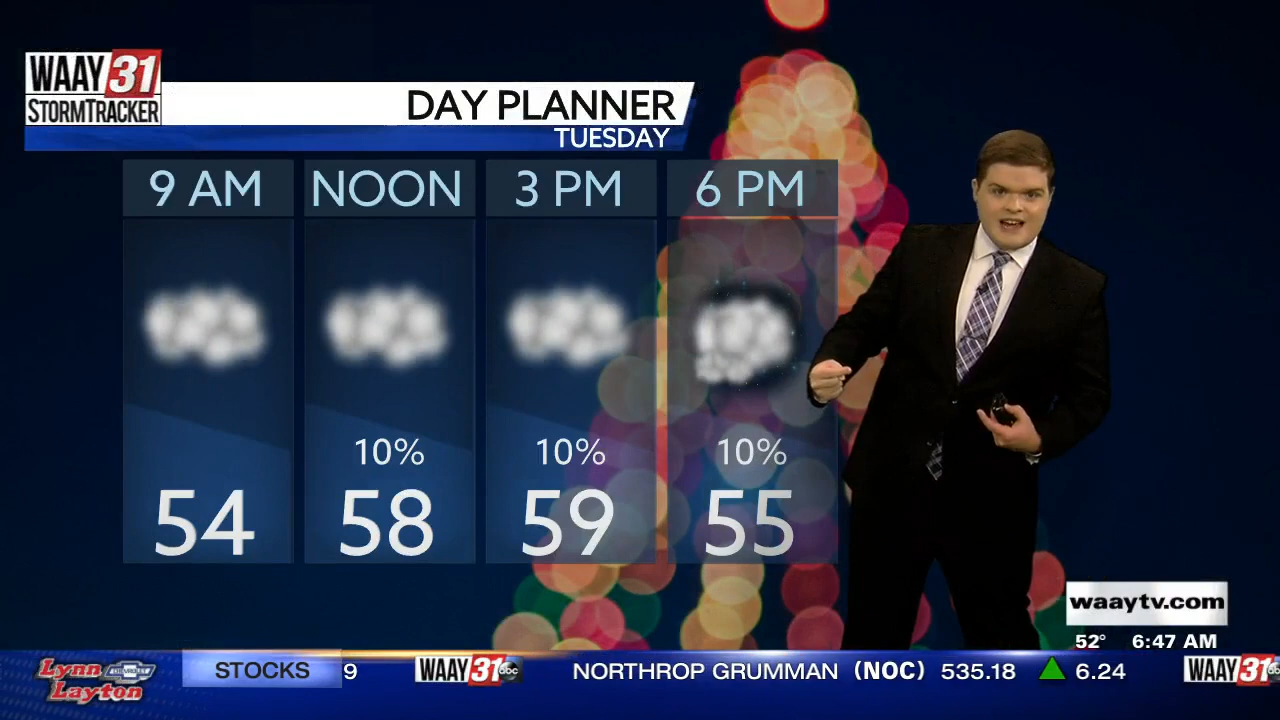 WAAY 31
STORMTRACKER
DAY PLANNER
TUESDAY
9 AM NOON 3 PM 6 PM
10% 10% 10%
54 58 59 55
waaytv.com
52° 6:47 AM
Lynn Layton CHEVROLET STOCKS 9 WAAY 31 abc NORTHROP GRUMMAN (NOC) 535.18 6.24 WAAY 31